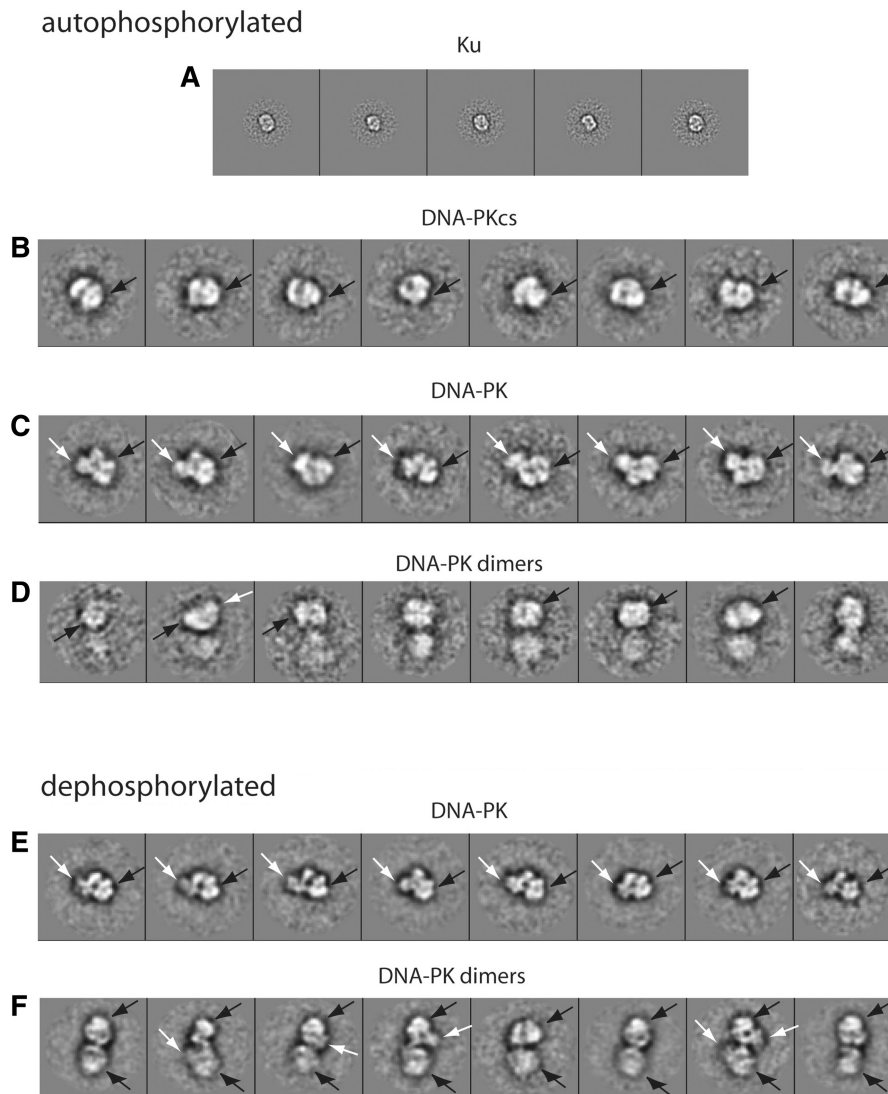 autophosphorylated
Ku
A
DNA-PKcs
B
DNA-PK
C
DNA-PK dimers
D
dephosphorylated
DNA-PK
E
DNA-PK dimers
F